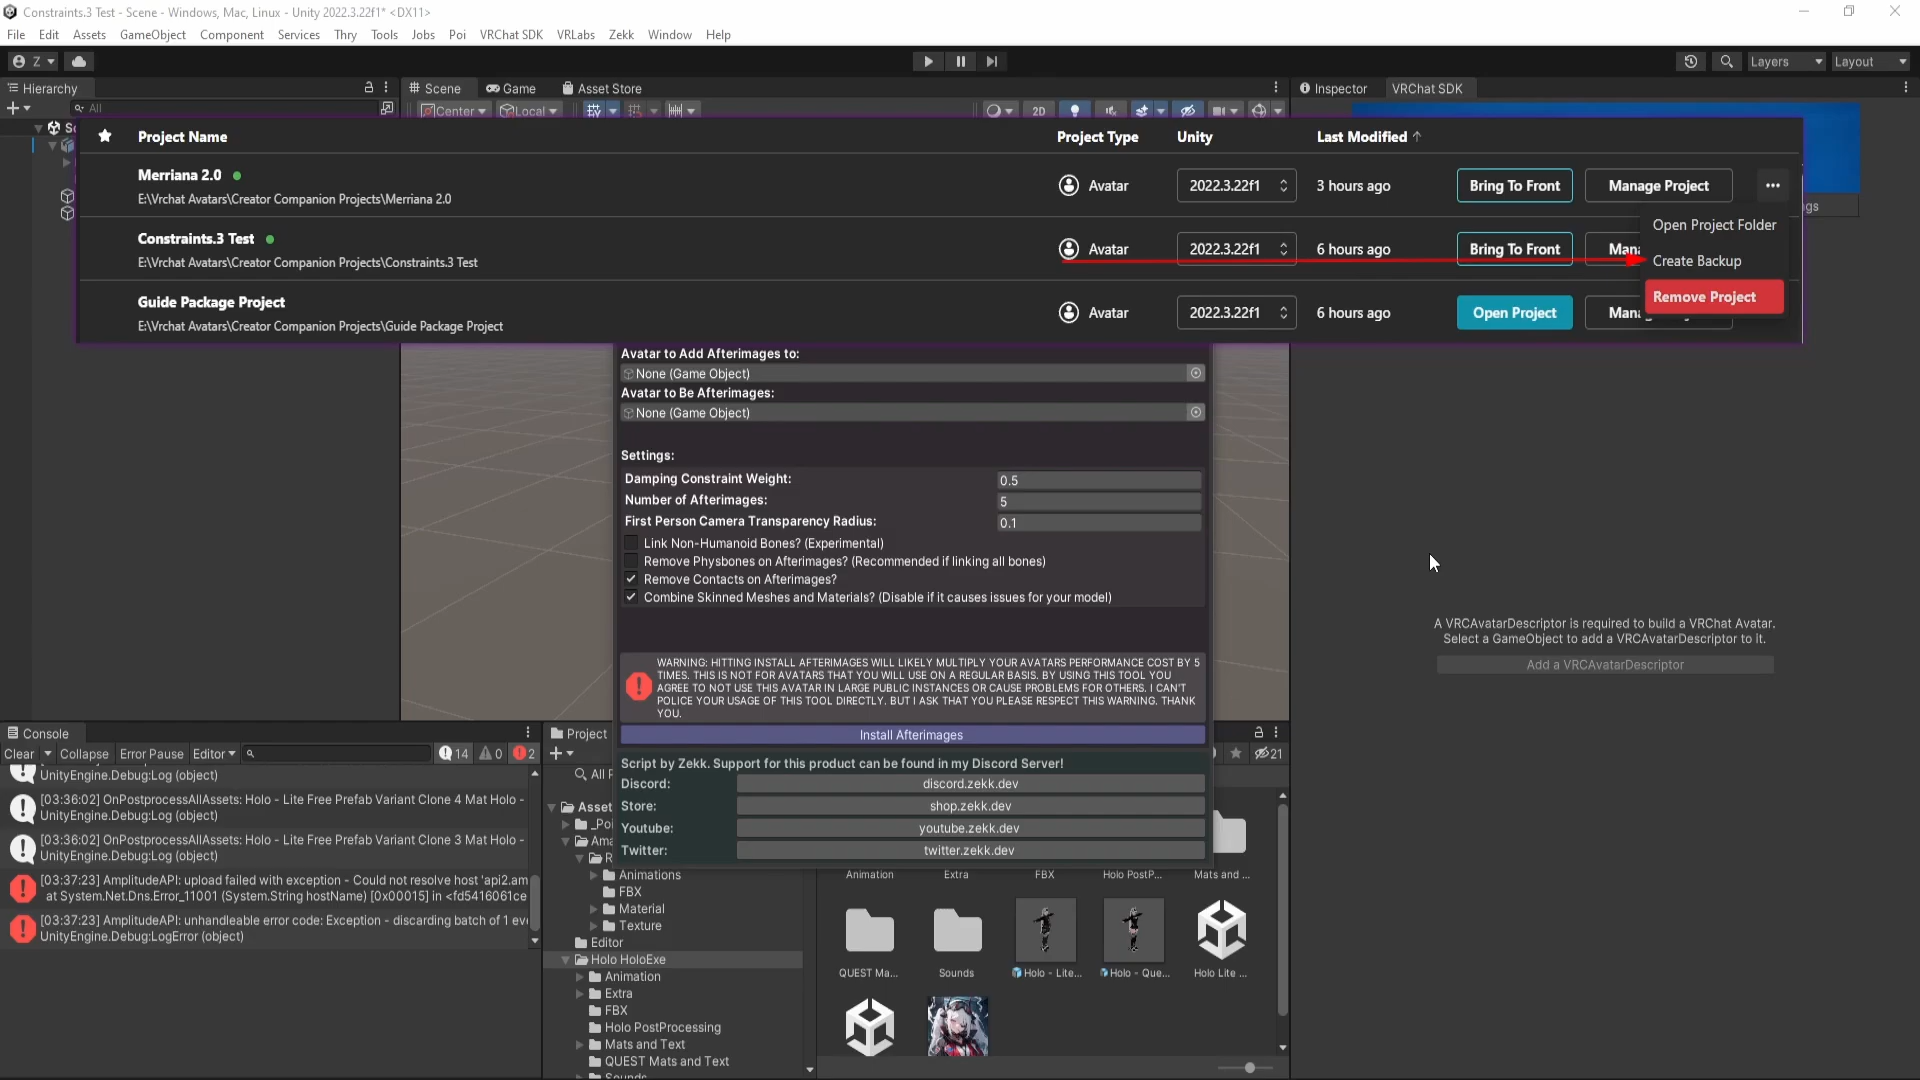 Constraints.3 Test - Scene - Windows, Mac, Linux - Unity 2022.3.22f1* <DX11>
File Edit Assets GameObject Component Services Thry Tools Jobs Poi VRChat SDK VRLabs Zekk Window Help
Z
Layers
Layout
Hierarchy
Scene
Game
Asset Store
Inspector
VRChat SDK
All
Center
Local
2D
Project Name
Project Type
Unity
Last Modified ↑
Merriana 2.0
E:\Vrchat Avatars\Creator Companion Projects\Merriana 2.0
Avatar
2022.3.22f1
3 hours ago
Bring To Front
Manage Project
...
Open Project Folder
Create Backup
Remove Project
Constraints.3 Test
E:\Vrchat Avatars\Creator Companion Projects\Constraints.3 Test
Avatar
2022.3.22f1
6 hours ago
Bring To Front
Guide Package Project
E:\Vrchat Avatars\Creator Companion Projects\Guide Package Project
Avatar
2022.3.22f1
6 hours ago
Open Project
Avatar to Add Afterimages to:
None (Game Object)
Avatar to Be Afterimages:
None (Game Object)
Settings:
Damping Constraint Weight:
0.5
Number of Afterimages:
5
First Person Camera Transparency Radius:
0.1
Link Non-Humanoid Bones? (Experimental)
Remove Physbones on Afterimages? (Recommended if linking all bones)
Remove Contacts on Afterimages?
Combine Skinned Meshes and Materials? (Disable if it causes issues for your model)
WARNING: HITTING INSTALL AFTERIMAGES WILL LIKELY MULTIPLY YOUR AVATARS PERFORMANCE COST BY 5
TIMES. THIS IS NOT FOR AVATARS THAT YOU WILL USE ON A REGULAR BASIS. BY USING THIS TOOL YOU
AGREE TO NOT USE THIS AVATAR IN LARGE PUBLIC INSTANCES OR CAUSE PROBLEMS FOR OTHERS. I CAN'T
POLICE YOUR USAGE OF THIS TOOL DIRECTLY. BUT I ASK THAT YOU PLEASE RESPECT THIS WARNING. THANK
YOU.
Install Afterimages
Script by Zekk. Support for this product can be found in my Discord Server!
Discord:
discord.zekk.dev
Store:
shop.zekk.dev
Youtube:
youtube.zekk.dev
Twitter:
twitter.zekk.dev
A VRCAvatarDescriptor is required to build a VRChat Avatar.
Select a GameObject to add a VRCAvatarDescriptor to it.
Add a VRCAvatarDescriptor
Console
Clear
Collapse
Error Pause
Editor
14
0
2
UnityEngine.Debug:Log (object)
[03:36:02] OnPostprocessAllAssets: Holo - Lite Free Prefab Variant Clone 4 Mat Holo -
UnityEngine.Debug:Log (object)
[03:36:02] OnPostprocessAllAssets: Holo - Lite Free Prefab Variant Clone 3 Mat Holo -
UnityEngine.Debug:Log (object)
[03:37:23] AmplitudeAPI: upload failed with exception - Could not resolve host 'api2.am
at System.Net.Dns.Error_11001 (System.String hostName) [0x00015] in <fd5416061ce
[03:37:23] AmplitudeAPI: unhandleable error code: Exception - discarding batch of 1 eve
UnityEngine.Debug:LogError (object)
Project
21
All
Asset
_Poi
Ama
R
Animations
FBX
Material
Texture
Editor
Holo HoloExe
Animation
Extra
FBX
Holo PostProcessing
Mats and Text
QUEST Mats and Text
Sounds
Animation
Extra
FBX
Holo PostP...
Mats and ...
QUEST Ma...
Sounds
Holo - Lite...
Holo - Que...
Holo Lite ...